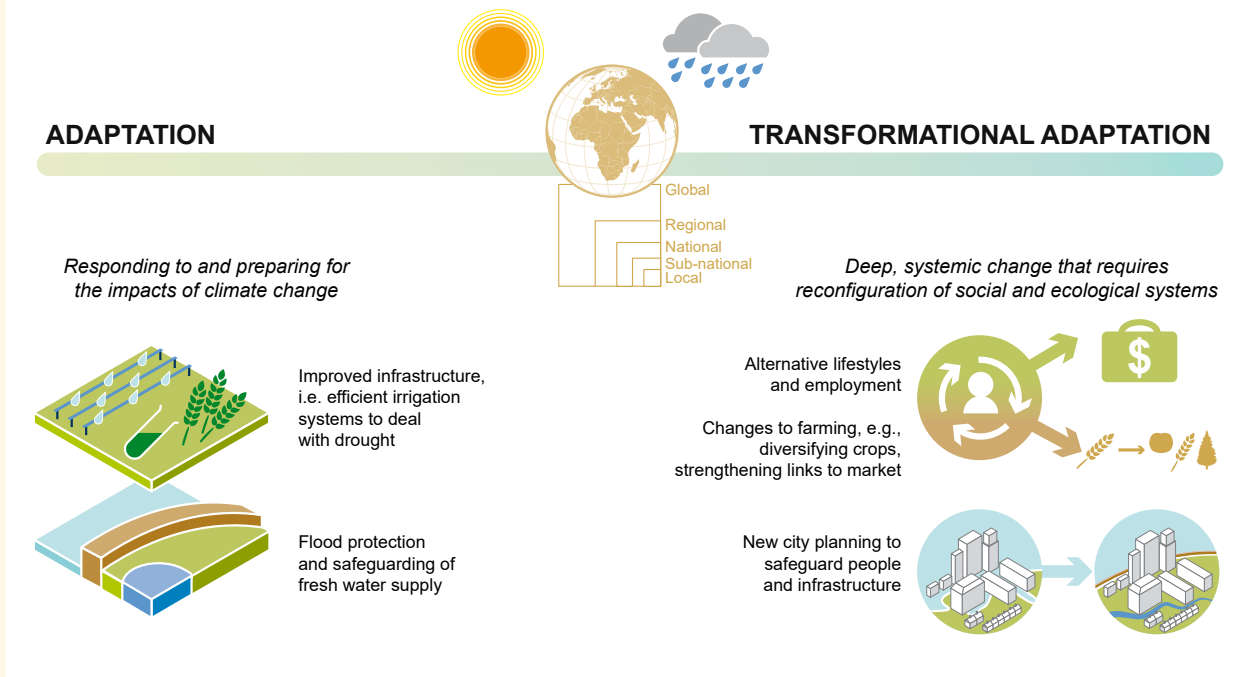 ADAPTATION
TRANSFORMATIONAL ADAPTATION
Global
Regional
National
Sub-national
Local
Responding to and preparing for
the impacts of climate change
Deep, systemic change that requires
reconfiguration of social and ecological systems
Improved infrastructure,
i.e. efficient irrigation
systems to deal
with drought
Flood protection
and safeguarding of
fresh water supply
Alternative lifestyles
and employment
$
Changes to farming, e.g.,
diversifying crops,
strengthening links to market
New city planning to
safeguard people
and infrastructure